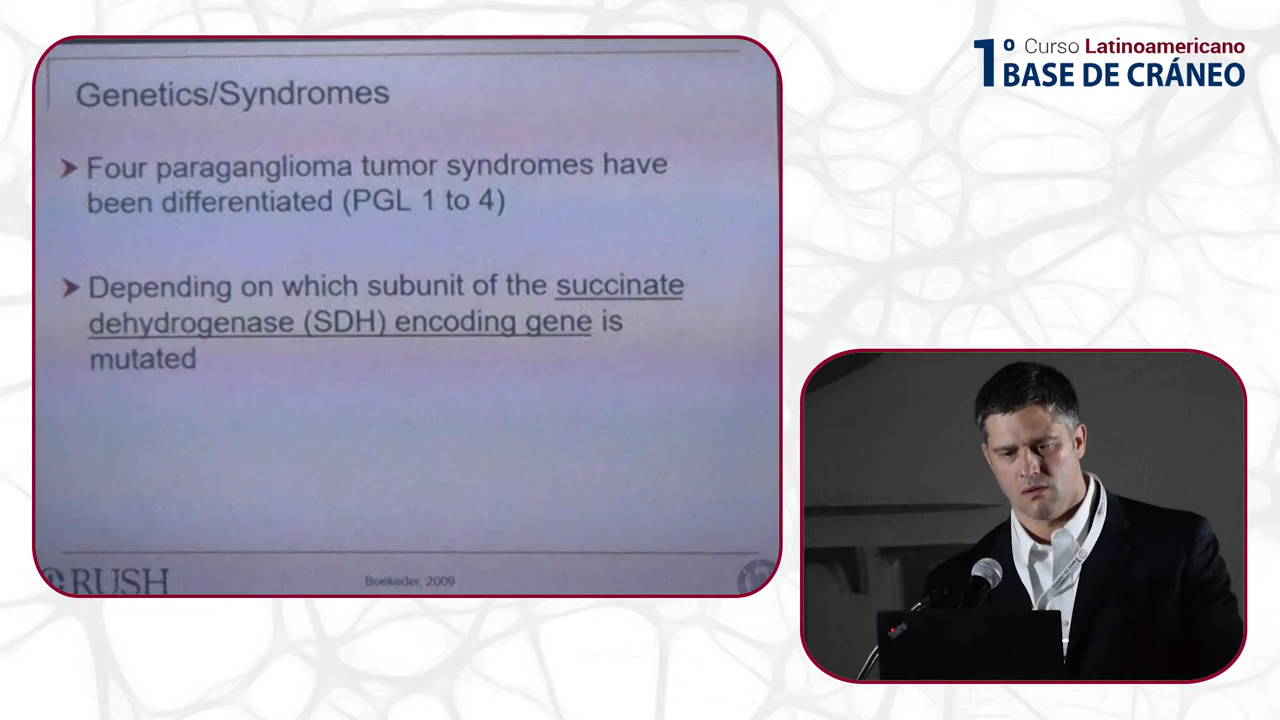 1º Curso Latinoamericano
BASE DE CRÁNEO
Genetics/Syndromes
➤ Four paraganglioma tumor syndromes have
been differentiated (PGL 1 to 4)
➤ Depending on which subunit of the succinate
dehydrogenase (SDH) encoding gene is
mutated
RUSH
Boekeder, 2009
ThinkPad